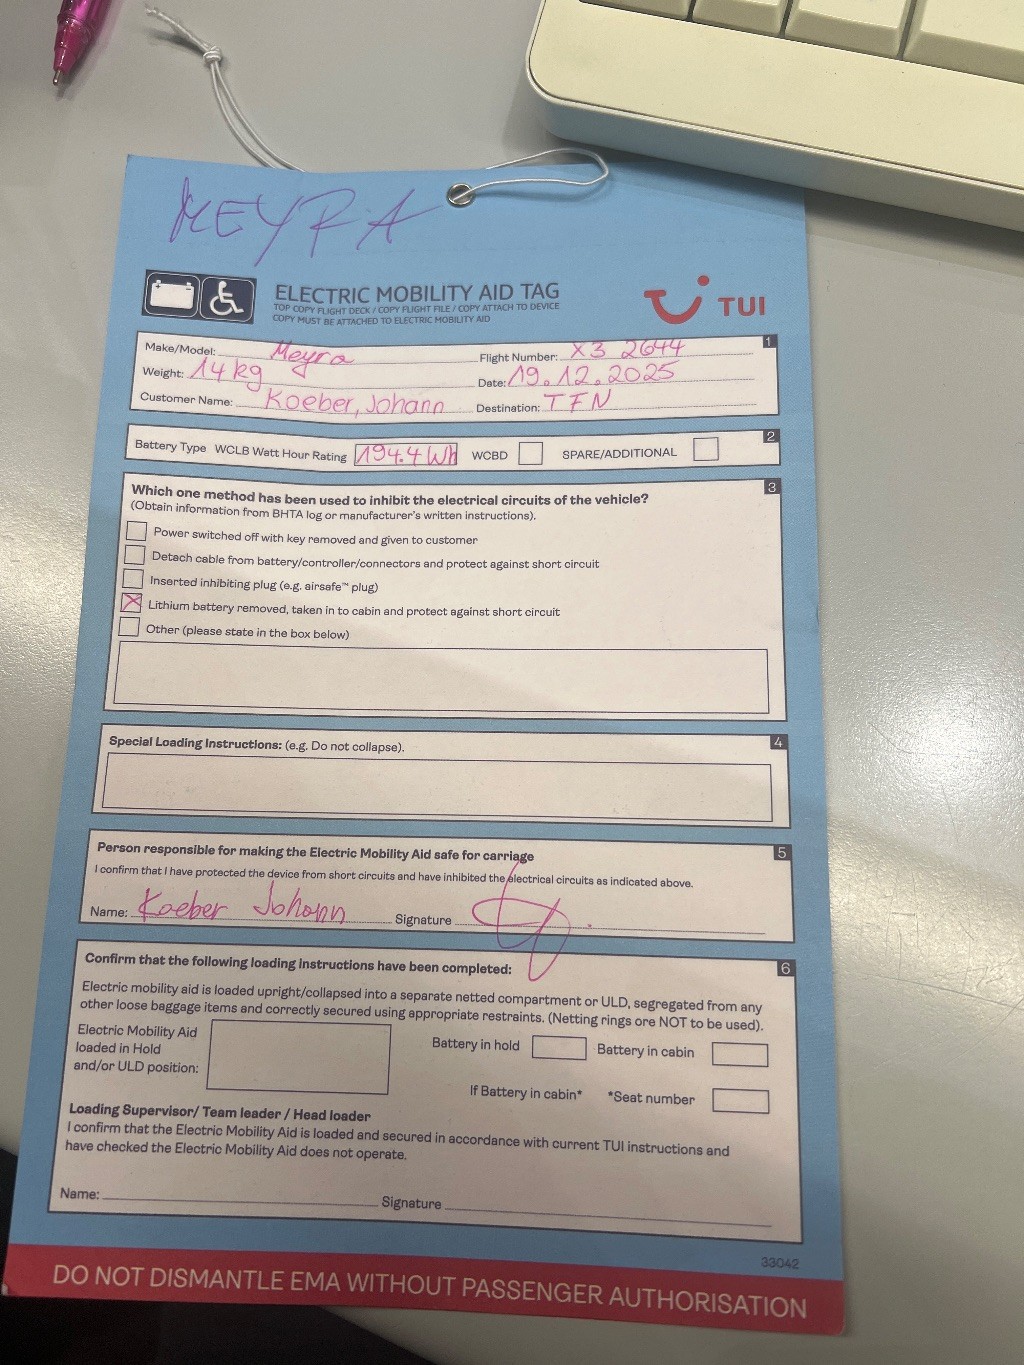 MEYRA
ELECTRIC MOBILITY AID TAG
TOP COPY FLIGHT DECK / COPY FLIGHT FILE / COPY ATTACH TO DEVICE
COPY MUST BE ATTACHED TO ELECTRIC MOBILITY AID
TUI
1
Make/Model: Meyra Flight Number: X3 2644
Weight: 14 kg Date: 19.12.2025
Customer Name: Koeber, Johann Destination: TFN
2
Battery Type WCLB Watt Hour Rating 194.4 Wh WCBD SPARE/ADDITIONAL
3
Which one method has been used to inhibit the electrical circuits of the vehicle?
(Obtain information from BHTA log or manufacturer's written instructions).
Power switched off with key removed and given to customer
Detach cable from battery/controller/connectors and protect against short circuit
Inserted inhibiting plug (e.g. airsafe™ plug)
Lithium battery removed, taken in to cabin and protect against short circuit
Other (please state in the box below)
4
Special Loading Instructions: (e.g. Do not collapse).
5
Person responsible for making the Electric Mobility Aid safe for carriage
I confirm that I have protected the device from short circuits and have inhibited the electrical circuits as indicated above.
Name: Koeber Johann Signature
6
Confirm that the following loading instructions have been completed:
Electric mobility aid is loaded upright/collapsed into a separate netted compartment or ULD, segregated from any
other loose baggage items and correctly secured using appropriate restraints. (Netting rings are NOT to be used).
Electric Mobility Aid
loaded in Hold
and/or ULD position:
Battery in hold Battery in cabin
If Battery in cabin* *Seat number
Loading Supervisor/ Team leader / Head loader
I confirm that the Electric Mobility Aid is loaded and secured in accordance with current TUI instructions and
have checked the Electric Mobility Aid does not operate.
Name: Signature
33042
DO NOT DISMANTLE EMA WITHOUT PASSENGER AUTHORISATION